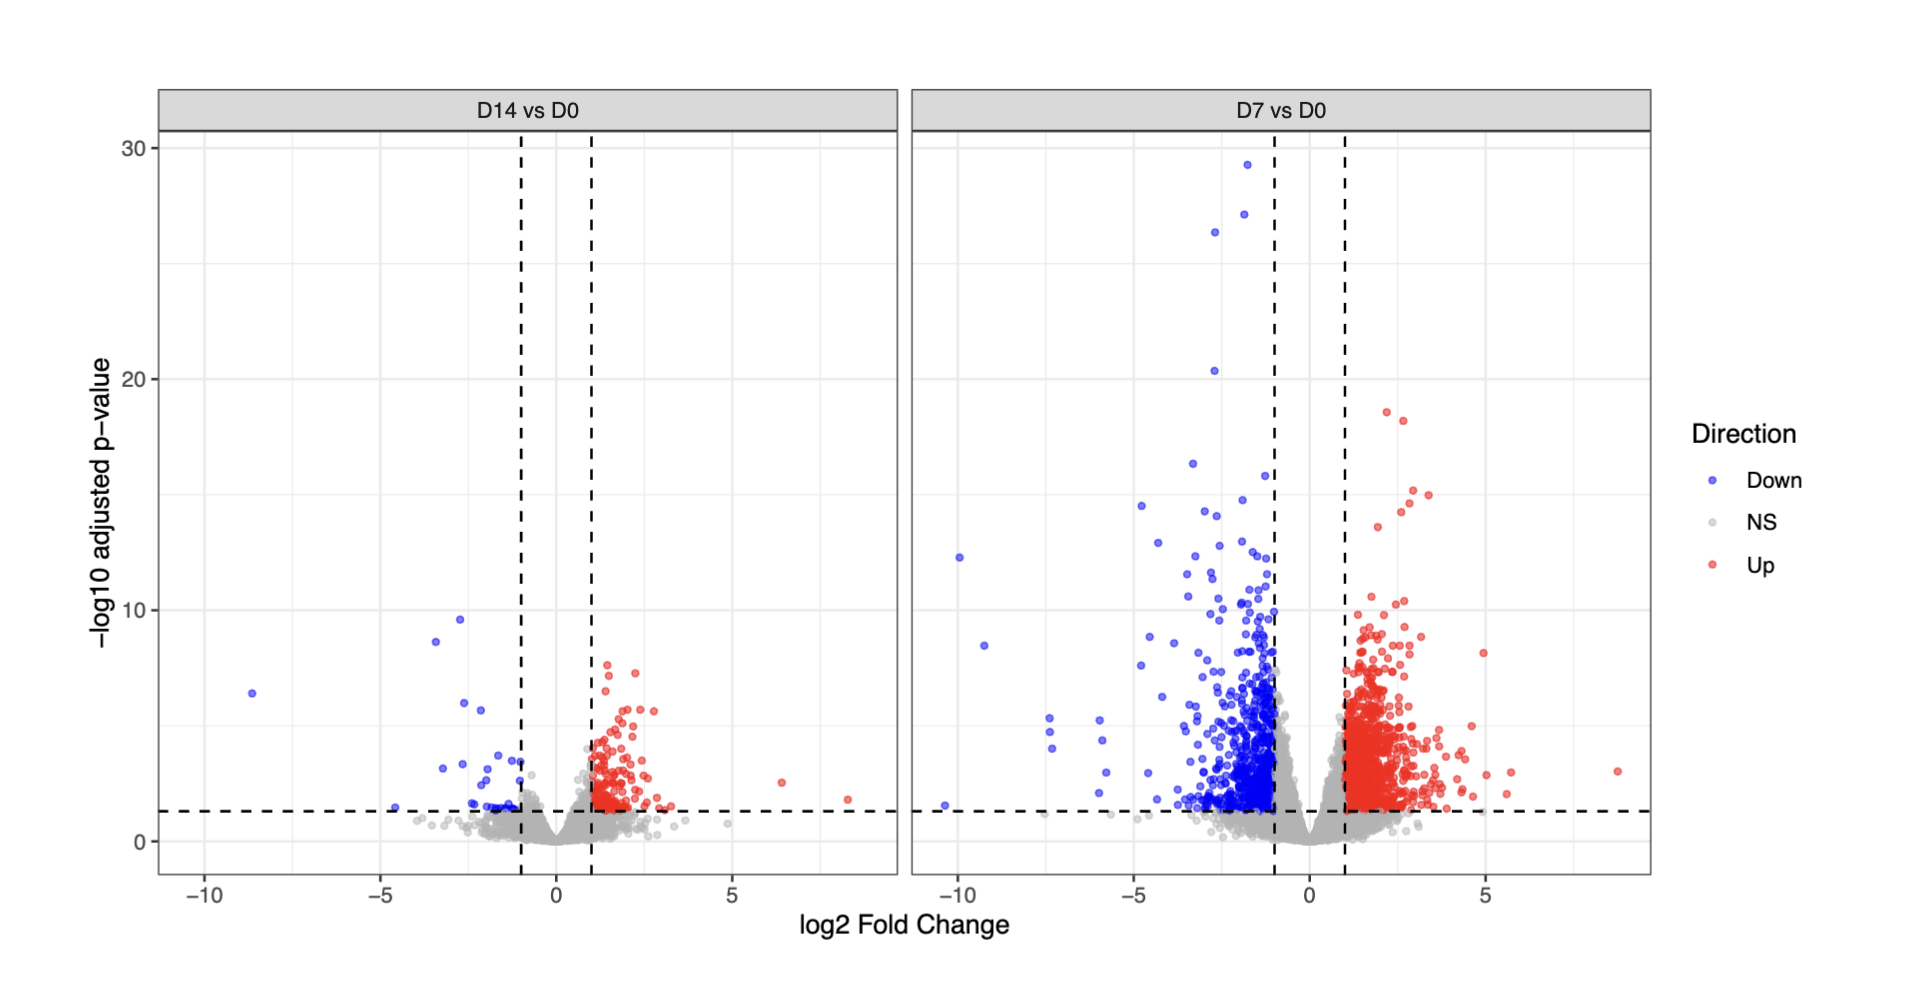 D14 vs D0
D7 vs D0
30
20
10
0
−log10 adjusted p−value
−10
−5
0
5
−10
−5
0
5
log2 Fold Change
Direction
Down
NS
Up